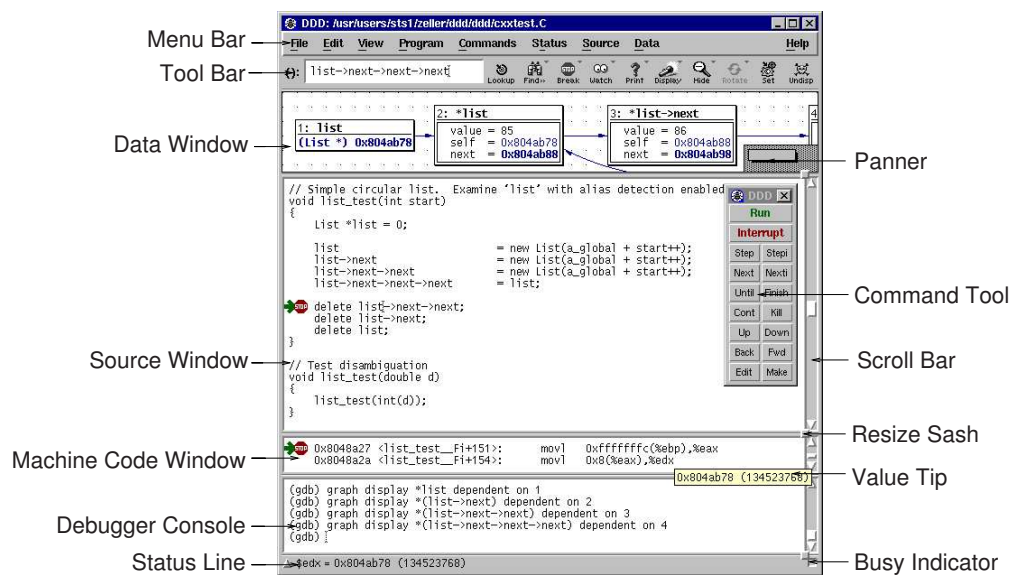 DDD: /usr/users/sts1/zeller/ddd/ddd/cxxtest.C
Menu Bar
File Edit View Program Commands Status Source Data Help
Tool Bar
(): list->next->next->next
Lookup Find>> Break Watch Print Display Hide Rotate Set Undisp
Data Window
1: list
(List *) 0x804ab78
2: *list
value = 85
self = 0x804ab78
next = 0x804ab88
3: *list->next
value = 86
self = 0x804ab88
next = 0x804ab98
4
Panner
// Simple circular list. Examine 'list' with alias detection enabled
void list_test(int start)
{
List *list = 0;
list = new List(a_global + start++);
list->next = new List(a_global + start++);
list->next->next = new List(a_global + start++);
list->next->next->next = list;
STOP delete list->next->next;
delete list->next;
delete list;
}
// Test disambiguation
void list_test(double d)
{
list_test(int(d));
}
DDD
Run
Interrupt
Step Stepi
Next Nexti
Until Finish
Cont Kill
Up Down
Back Fwd
Edit Make
Command Tool
Source Window
Scroll Bar
Resize Sash
Machine Code Window
STOP 0x8048a27 <list_test__Fi+151>: movl 0xfffffffc(%ebp),%eax
0x8048a2a <list_test__Fi+154>: movl 0x8(%eax),%edx
0x804ab78 (134523768)
Value Tip
Debugger Console
(gdb) graph display *list dependent on 1
(gdb) graph display *(list->next) dependent on 2
(gdb) graph display *(list->next->next) dependent on 3
(gdb) graph display *(list->next->next->next) dependent on 4
(gdb)
Status Line
$edx = 0x804ab78 (134523768)
Busy Indicator